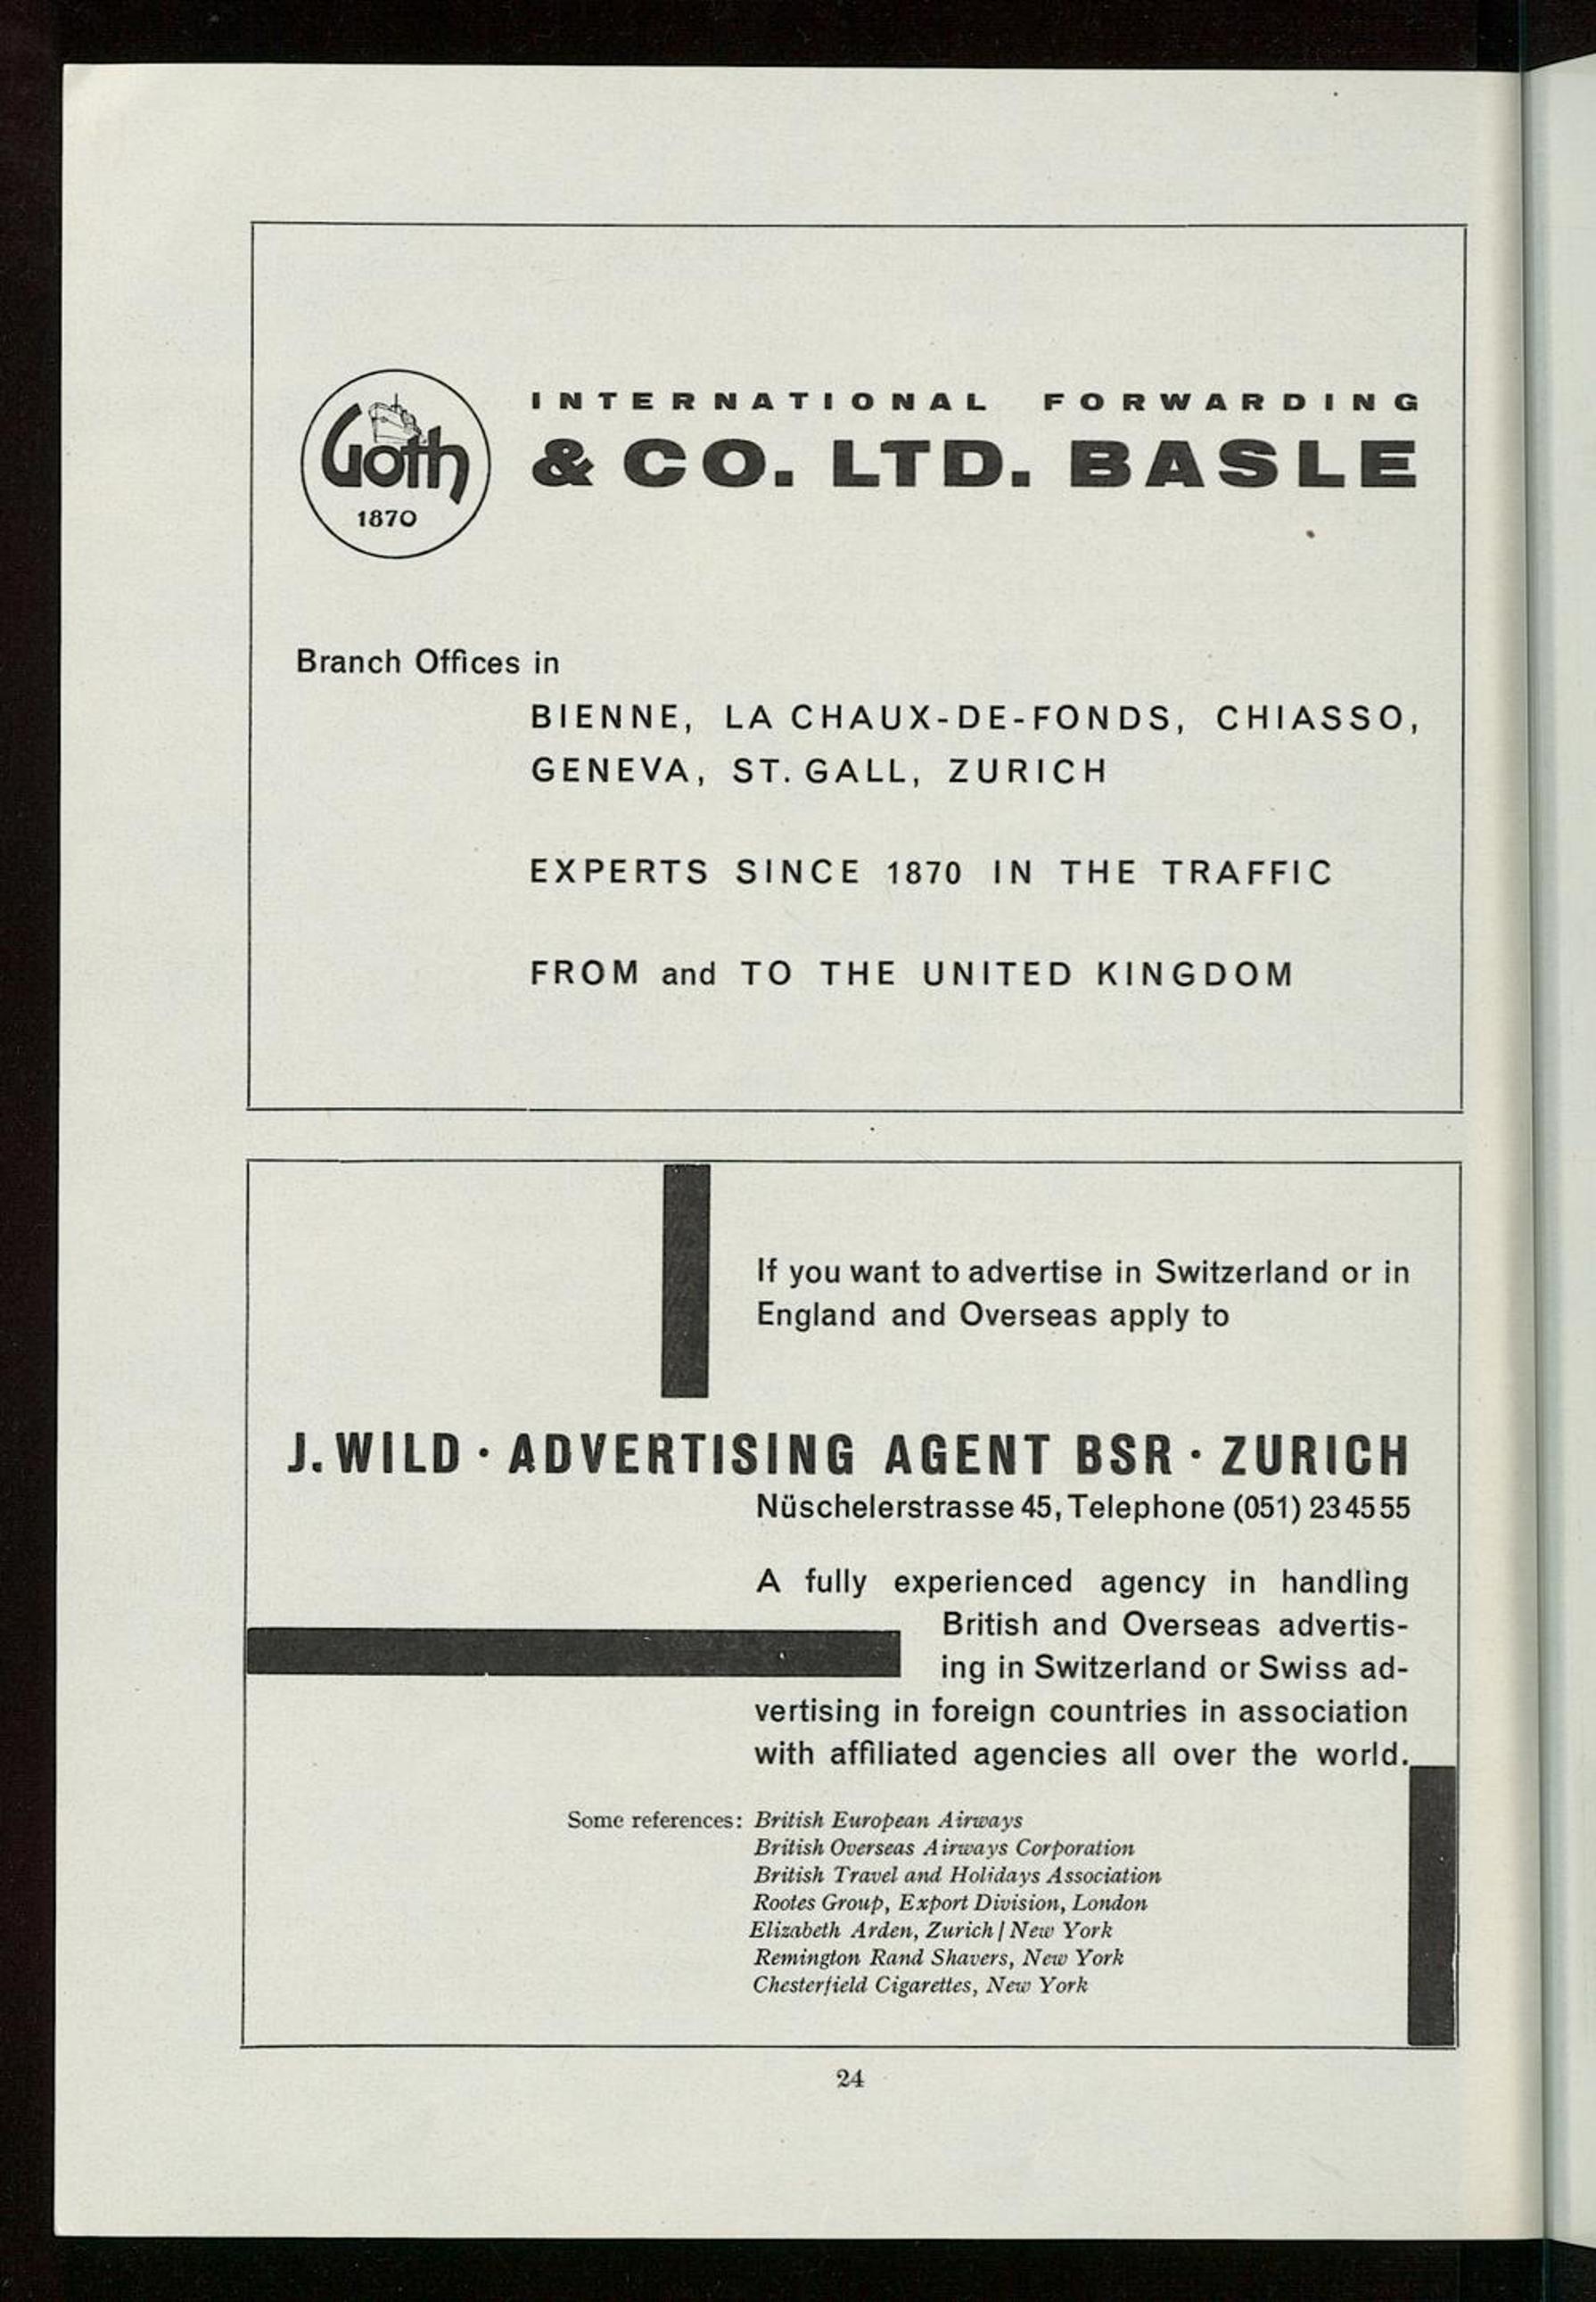 Goth
1870
INTERNATIONAL FORWARDING
& CO. LTD. BASLE
Branch Offices in
BIENNE, LA CHAUX-DE-FONDS, CHIASSO,
GENEVA, ST. GALL, ZURICH
EXPERTS SINCE 1870 IN THE TRAFFIC
FROM and TO THE UNITED KINGDOM
If you want to advertise in Switzerland or in
England and Overseas apply to
J. WILD · ADVERTISING AGENT BSR · ZURICH
Nüschelerstrasse 45, Telephone (051) 23 45 55
A fully experienced agency in handling
British and Overseas advertis-
ing in Switzerland or Swiss ad-
vertising in foreign countries in association
with affiliated agencies all over the world.
Some references: British European Airways
British Overseas Airways Corporation
British Travel and Holidays Association
Rootes Group, Export Division, London
Elizabeth Arden, Zurich / New York
Remington Rand Shavers, New York
Chesterfield Cigarettes, New York
24